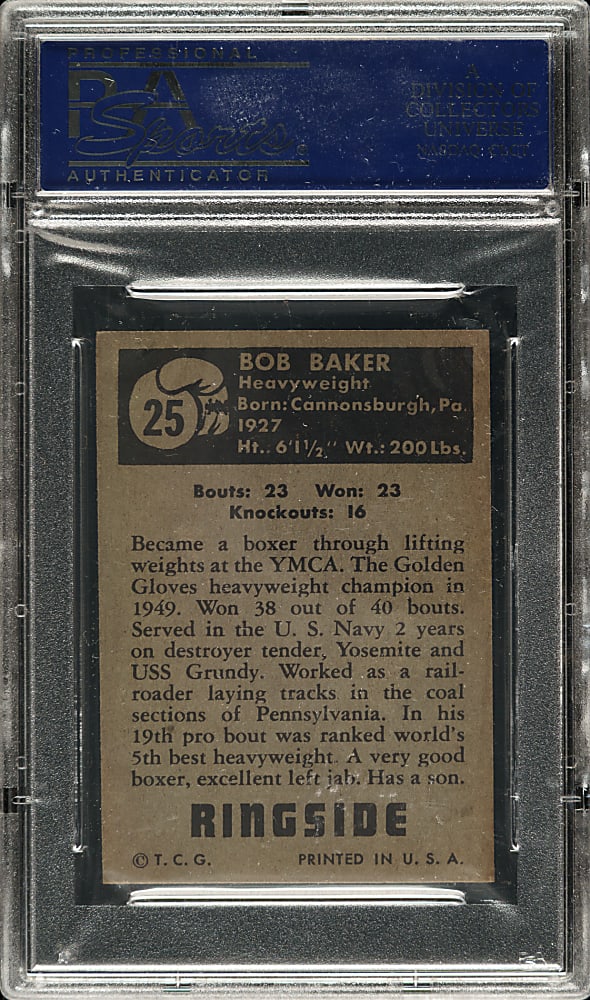 PROFESSIONAL
PSA
Sports
AUTHENTICATOR
A
DIVISION OF
COLLECTORS
UNIVERSE
NASDAQ: CLCT
25
BOB BAKER
Heavyweight
Born: Cannonsburgh, Pa.
1927
Ht.: 6'1½" Wt.: 200 Lbs.
Bouts: 23 Won: 23
Knockouts: 16
Became a boxer through lifting
weights at the YMCA. The Golden
Gloves heavyweight champion in
1949. Won 38 out of 40 bouts.
Served in the U. S. Navy 2 years
on destroyer tender, Yosemite and
USS Grundy. Worked as a rail-
roader laying tracks in the coal
sections of Pennsylvania. In his
19th pro bout was ranked world's
5th best heavyweight. A very good
boxer, excellent left jab. Has a son.
RINGSIDE
© T. C. G. PRINTED IN U. S. A.
PSA